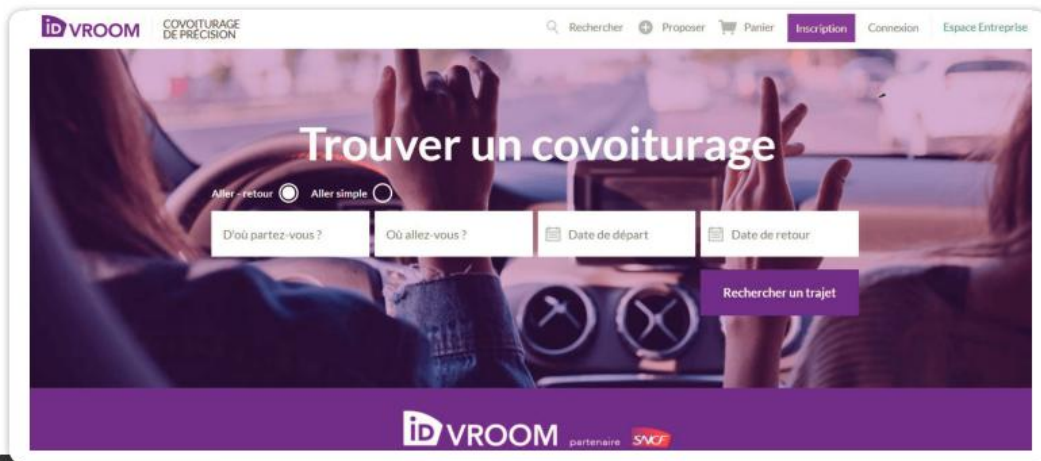 iD VROOM
COVOITURAGE
DE PRÉCISION
Rechercher
Proposer
Panier
Inscription
Connexion
Espace Entreprise
Trouver un covoiturage
Aller - retour
Aller simple
D'où partez-vous ?
Où allez-vous ?
Date de départ
Date de retour
Rechercher un trajet
iD VROOM partenaire SNCF